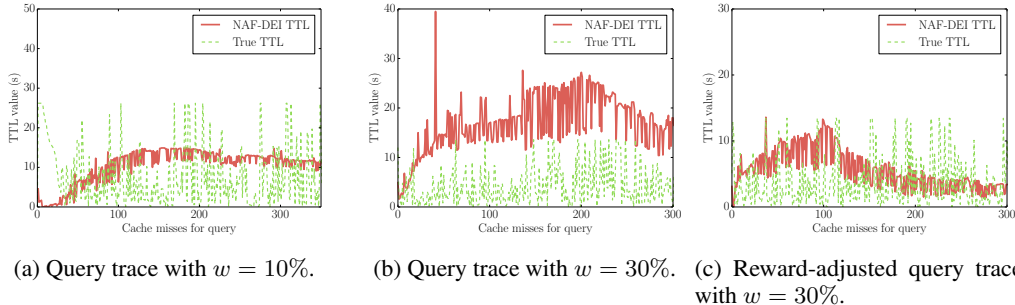 50
40
30
20
10
0
TTL value (s)
NAF-DEI TTL
True TTL
0
100
200
300
Cache misses for query
40
30
20
10
0
TTL value (s)
NAF-DEI TTL
True TTL
0
100
200
300
Cache misses for query
30
20
10
0
TTL value (s)
NAF-DEI TTL
True TTL
0
100
200
300
Cache misses for query
(a) Query trace with w = 10%.
(b) Query trace with w = 30%.
(c) Reward-adjusted query trace
with w = 30%.